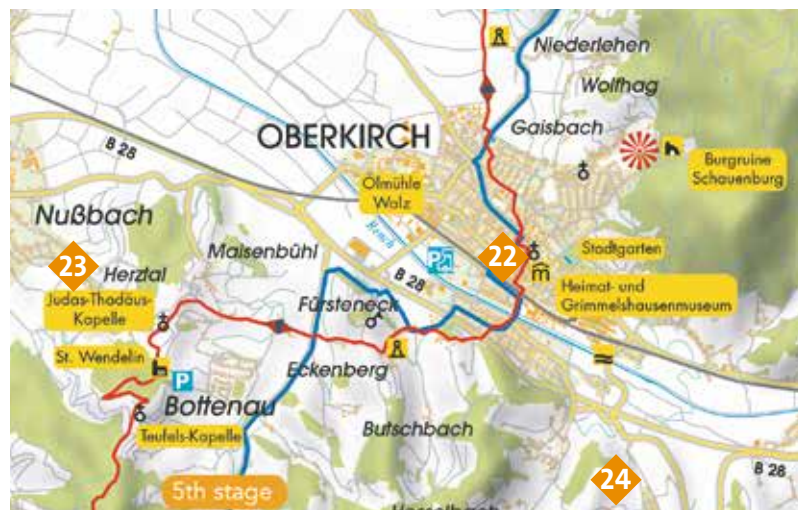 Niederlehen
Wolfhag
Gaisbach
OBERKIRCH
B 28
Burgruine
Schauenburg
Ölmühle
Walz
Nußbach
Rench
Maisenbühl
P
22
Stadtgarten
23
Herztal
B 28
Heimat- und
Grimmelshausenmuseum
Judas-Thadäus-
Kapelle
Fürsteneck
St. Wendelin
P
Eckenberg
Bottenau
Butschbach
Teufels-Kapelle
B 28
24
5th stage